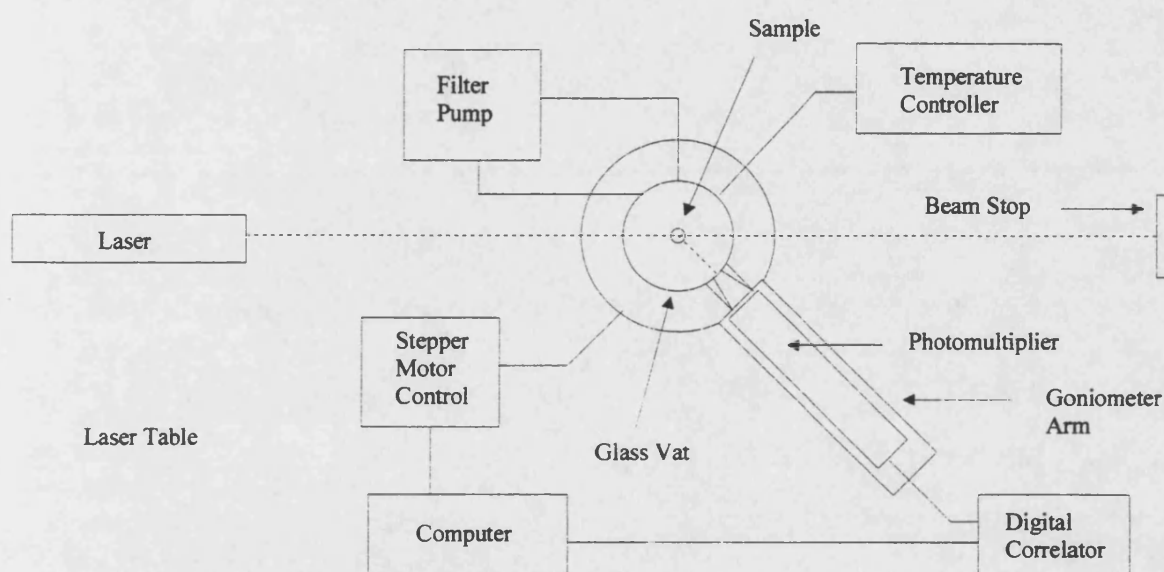 Sample
Filter
Pump
Temperature
Controller
Beam Stop
Laser
Stepper
Motor
Control
Photomultiplier
Goniometer
Arm
Laser Table
Glass Vat
Computer
Digital
Correlator